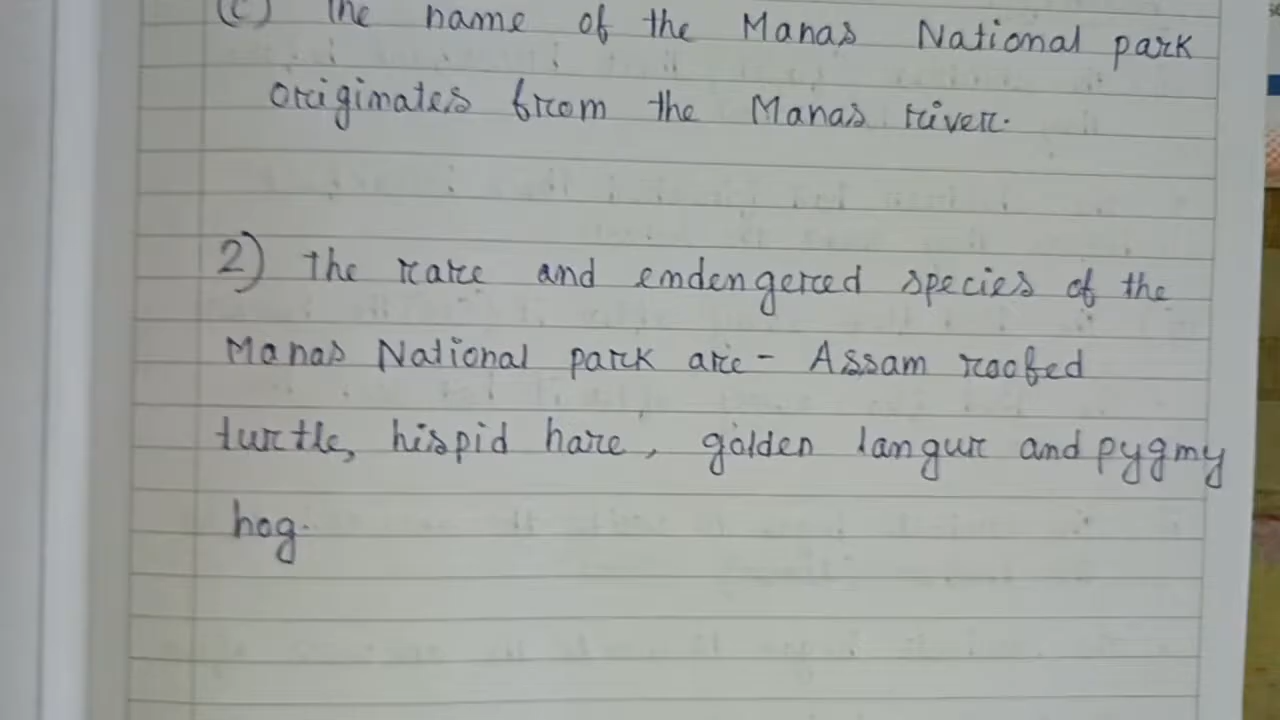 (c) The name of the Manas National park
originates from the Manas river.
2) The rare and endengered species of the
Manas National park are - Assam roofed
turtle, hispid hare, golden langur and pygmy
hog.